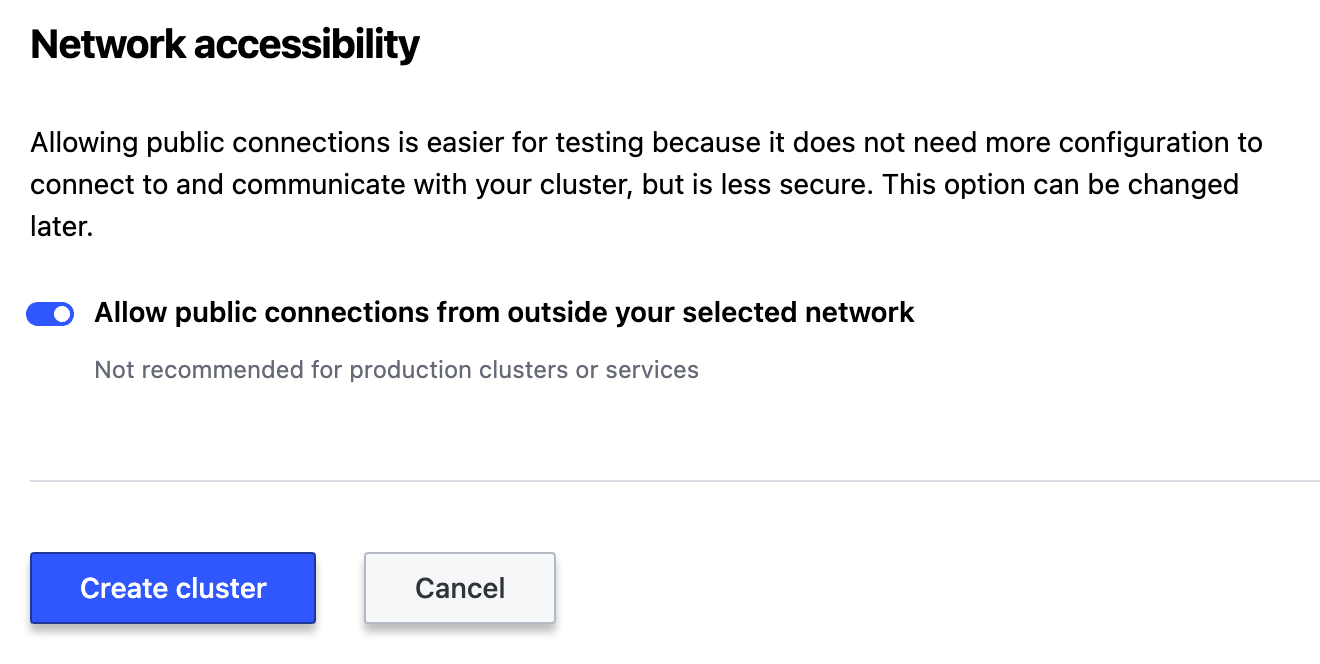 Network accessibility
Allowing public connections is easier for testing because it does not need more configuration to
connect to and communicate with your cluster, but is less secure. This option can be changed
later.
Allow public connections from outside your selected network
Not recommended for production clusters or services
Create cluster
Cancel